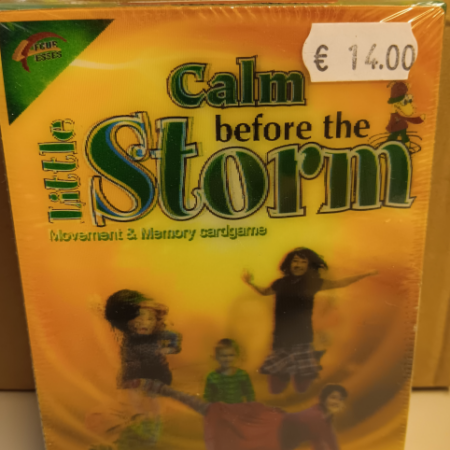 € 14.00
Calm
before the
Little
Storm
Movement & Memory cardgame